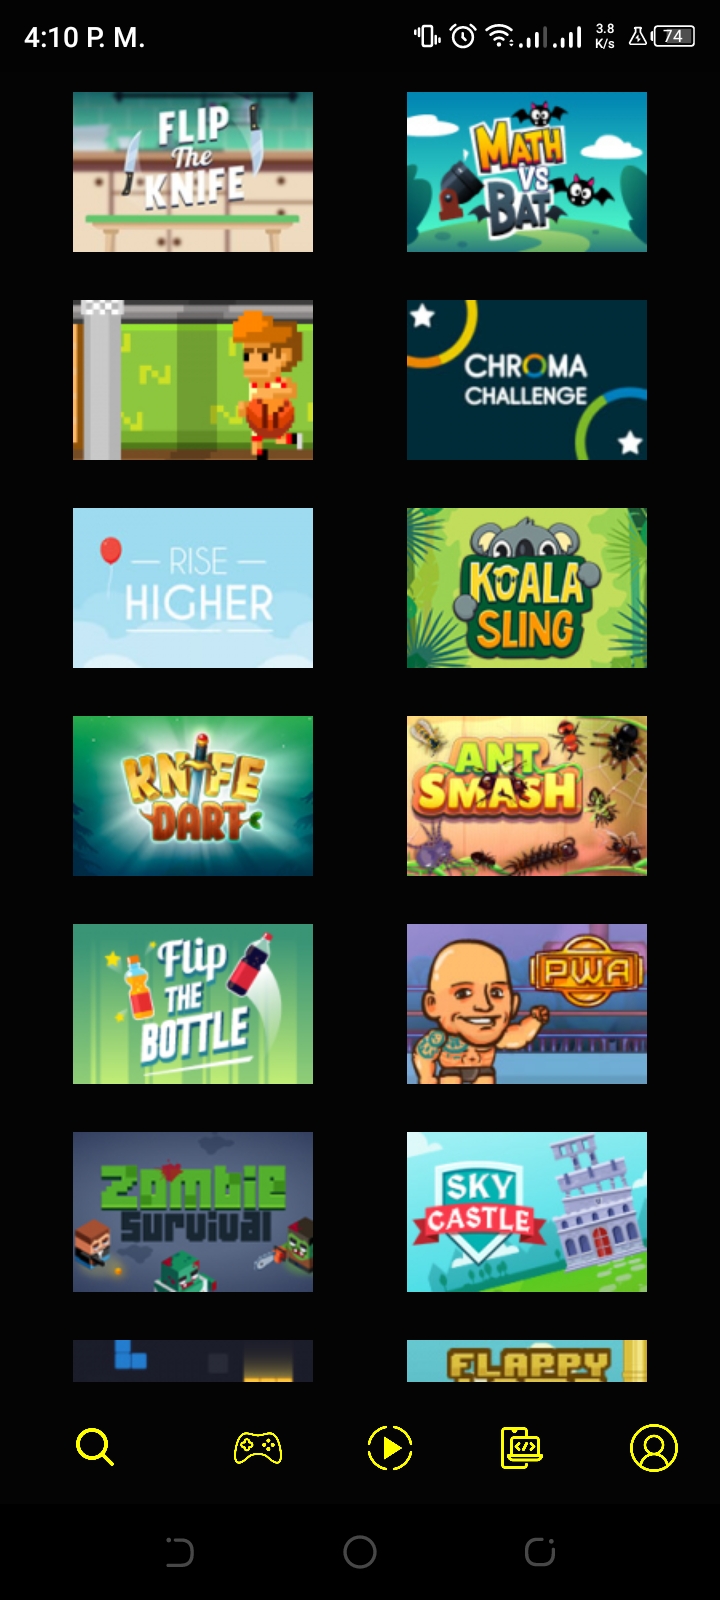 4:10 P. M.
3.8
K/s
74
FLIP
The
KNIFE
MATH
VS
BAT
CHROMA
CHALLENGE
RISE
HIGHER
KOALA
SLING
KNIFE
DART
ANT
SMASH
Flip
THE
BOTTLE
PWA
Zombie
Survival
SKY
CASTLE
FLAPPY